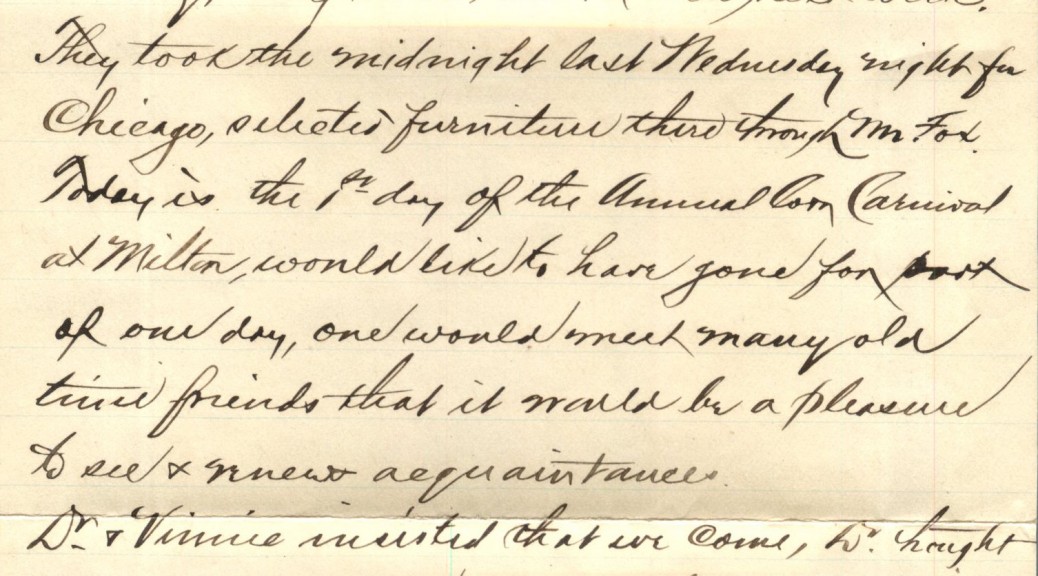 They took the midnight last Wednesday night for
Chicago, selected furniture there through Mr Fox.
Today is the 1st day of the Annual Corn Carnival
at Milton, would like to have gone for part
of one day, one would meet many old
time friends that it would be a pleasure
to see & renew acquaintances.
Dr. & Vinnie insisted that we come, Dr.